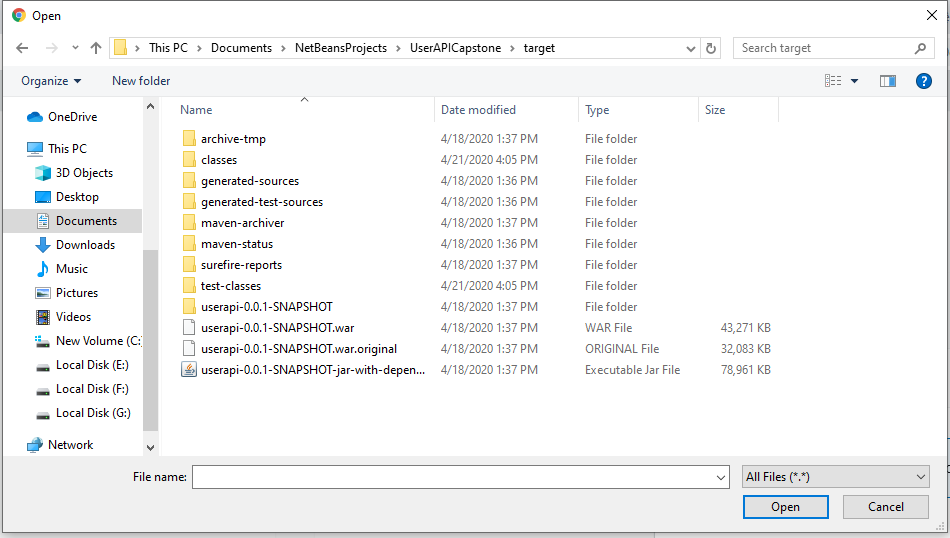 Open
This PC > Documents > NetBeansProjects > UserAPICapstone > target
Search target
Organize
New folder
?
Name Date modified Type Size
OneDrive
This PC
3D Objects
Desktop
Documents
Downloads
Music
Pictures
Videos
New Volume (C:
Local Disk (E:)
Local Disk (F:)
Local Disk (G:)
Network
archive-tmp 4/18/2020 1:37 PM File folder
classes 4/21/2020 4:05 PM File folder
generated-sources 4/18/2020 1:36 PM File folder
generated-test-sources 4/18/2020 1:36 PM File folder
maven-archiver 4/18/2020 1:37 PM File folder
maven-status 4/18/2020 1:36 PM File folder
surefire-reports 4/18/2020 1:37 PM File folder
test-classes 4/21/2020 4:05 PM File folder
userapi-0.0.1-SNAPSHOT 4/18/2020 1:37 PM File folder
userapi-0.0.1-SNAPSHOT.war 4/18/2020 1:37 PM WAR File 43,271 KB
userapi-0.0.1-SNAPSHOT.war.original 4/18/2020 1:37 PM ORIGINAL File 32,083 KB
userapi-0.0.1-SNAPSHOT-jar-with-depen... 4/18/2020 1:37 PM Executable Jar File 78,961 KB
File name:
All Files (*.*)
Open
Cancel